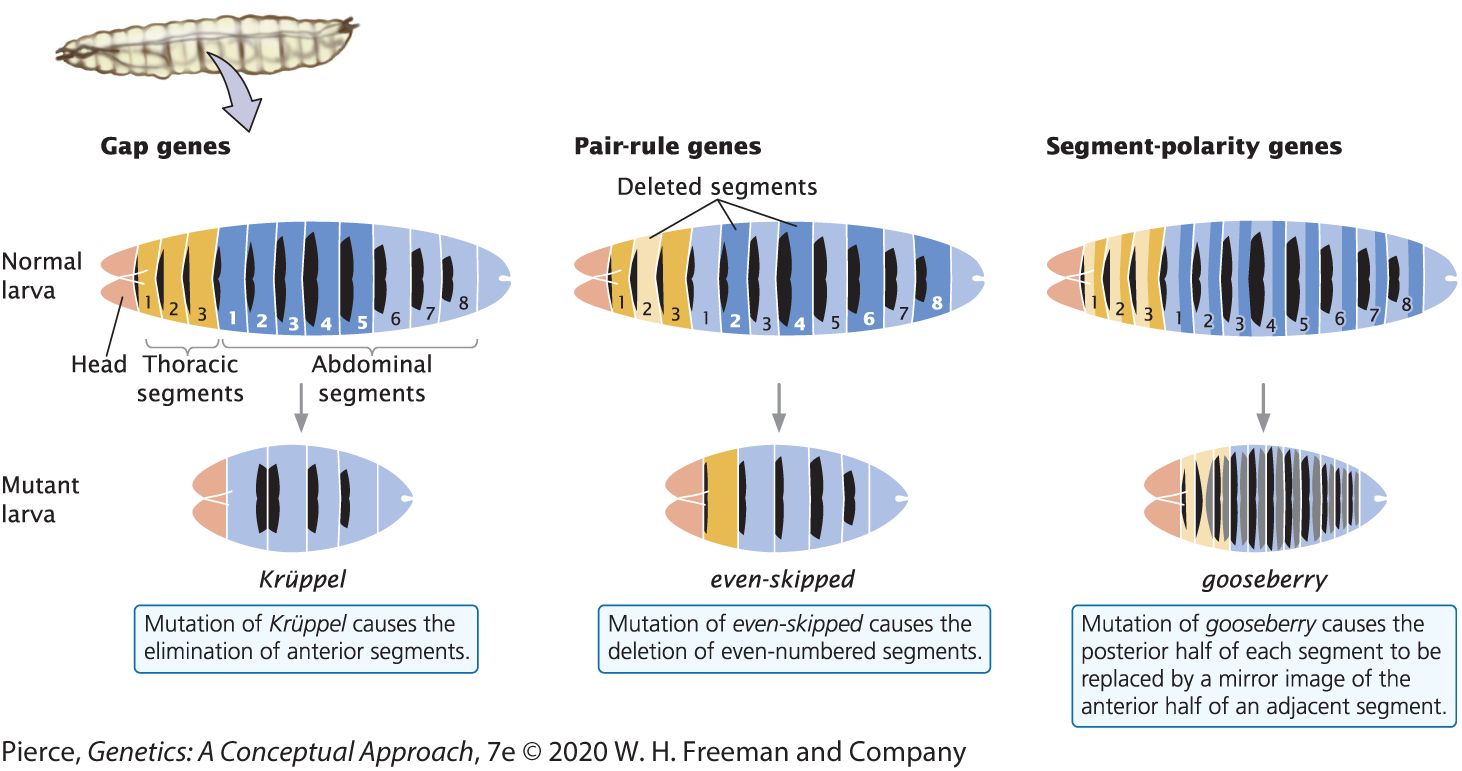 Gap genes
Pair-rule genes
Segment-polarity genes
Deleted segments
Normal
larva
1 2 3 1 2 3 4 5 6 7 8
1 2 3 1 2 3 4 5 6 7 8
1 2 3 1 2 3 4 5 6 7 8
Head
Thoracic
segments
Abdominal
segments
Mutant
larva
Krüppel
even-skipped
gooseberry
Mutation of Krüppel causes the
elimination of anterior segments.
Mutation of even-skipped causes the
deletion of even-numbered segments.
Mutation of gooseberry causes the
posterior half of each segment to be
replaced by a mirror image of the
anterior half of an adjacent segment.
Pierce, Genetics: A Conceptual Approach, 7e © 2020 W. H. Freeman and Company